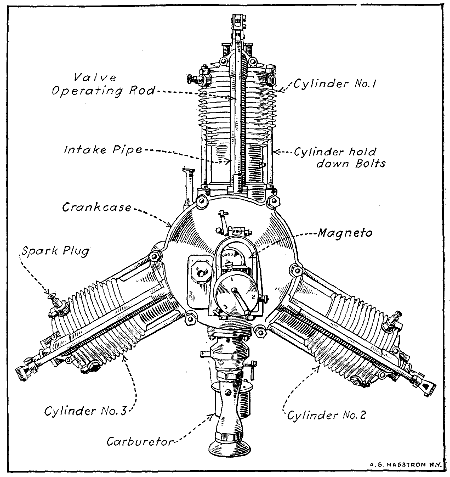 Valve
Operating Rod
Cylinder No.1
Intake Pipe
Cylinder hold
down Bolts
Crankcase
Magneto
Spark Plug
Cylinder No.3
Cylinder No.2
Carburetor
A.G. HAGSTROM N.Y.